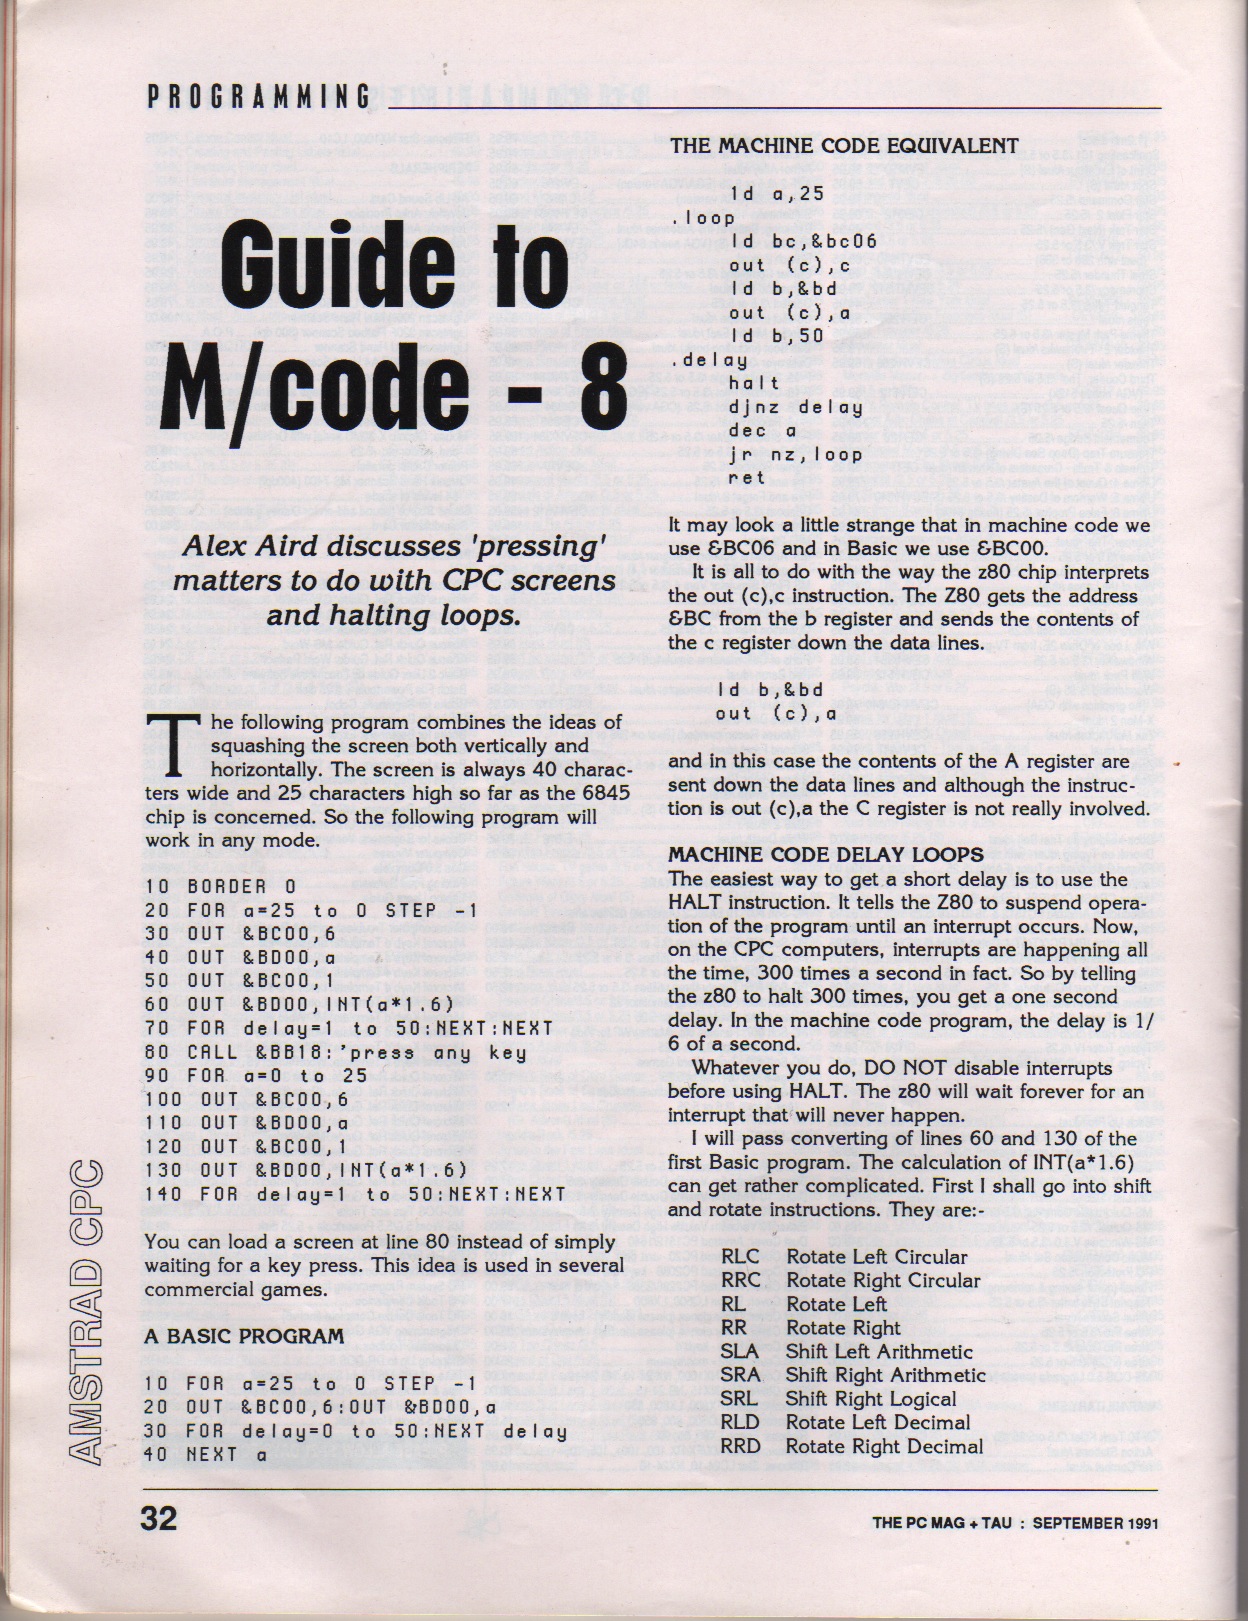 PROGRAMMING
Guide to
M/code - 8
Alex Aird discusses 'pressing'
matters to do with CPC screens
and halting loops.
The following program combines the ideas of
squashing the screen both vertically and
horizontally. The screen is always 40 charac-
ters wide and 25 characters high so far as the 6845
chip is concerned. So the following program will
work in any mode.
10 BORDER 0
20 FOR a=25 to 0 STEP -1
30 OUT &BC00,6
40 OUT &BD00,a
50 OUT &BC00,1
60 OUT &BD00,INT(a*1.6)
70 FOR delay=1 to 50:NEXT:NEXT
80 CALL &BB18:'press any key
90 FOR a=0 to 25
100 OUT &BC00,6
110 OUT &BD00,a
120 OUT &BC00,1
130 OUT &BD00,INT(a*1.6)
140 FOR delay=1 to 50:NEXT:NEXT
You can load a screen at line 80 instead of simply
waiting for a key press. This idea is used in several
commercial games.
A BASIC PROGRAM
10 FOR a=25 to 0 STEP -1
20 OUT &BC00,6:OUT &BD00,a
30 FOR delay=0 to 50:NEXT delay
40 NEXT a
THE MACHINE CODE EQUIVALENT
ld a,25
.loop
ld bc,&bc06
out (c),c
ld b,&bd
out (c),a
ld b,50
.delay
halt
djnz delay
dec a
jr nz,loop
ret
It may look a little strange that in machine code we
use &BC06 and in Basic we use &BC00.
It is all to do with the way the z80 chip interprets
the out (c),c instruction. The Z80 gets the address
&BC from the b register and sends the contents of
the c register down the data lines.
ld b,&bd
out (c),a
and in this case the contents of the A register are
sent down the data lines and although the instruc-
tion is out (c),a the C register is not really involved.
MACHINE CODE DELAY LOOPS
The easiest way to get a short delay is to use the
HALT instruction. It tells the Z80 to suspend opera-
tion of the program until an interrupt occurs. Now,
on the CPC computers, interrupts are happening all
the time, 300 times a second in fact. So by telling
the z80 to halt 300 times, you get a one second
delay. In the machine code program, the delay is 1/
6 of a second.
Whatever you do, DO NOT disable interrupts
before using HALT. The z80 will wait forever for an
interrupt that will never happen.
I will pass converting of lines 60 and 130 of the
first Basic program. The calculation of INT(a*1.6)
can get rather complicated. First I shall go into shift
and rotate instructions. They are:-
RLC Rotate Left Circular
RRC Rotate Right Circular
RL Rotate Left
RR Rotate Right
SLA Shift Left Arithmetic
SRA Shift Right Arithmetic
SRL Shift Right Logical
RLD Rotate Left Decimal
RRD Rotate Right Decimal
AMSTRAD CPC
32
THE PC MAG + TAU : SEPTEMBER 1991